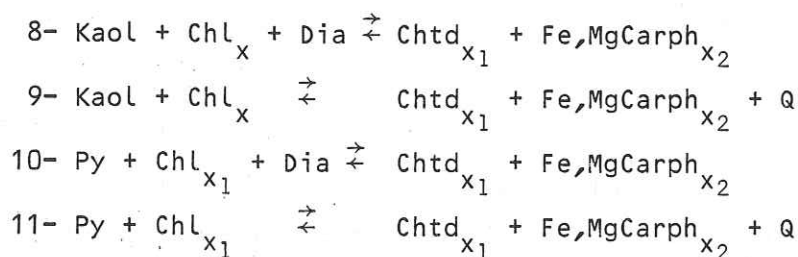 8- Kaol + Chl_x + Dia ⇄ Chtd_x1 + Fe,MgCarph_x2
9- Kaol + Chl_x ⇄ Chtd_x1 + Fe,MgCarph_x2 + Q
10- Py + Chl_x1 + Dia ⇄ Chtd_x1 + Fe,MgCarph_x2
11- Py + Chl_x1 ⇄ Chtd_x1 + Fe,MgCarph_x2 + Q